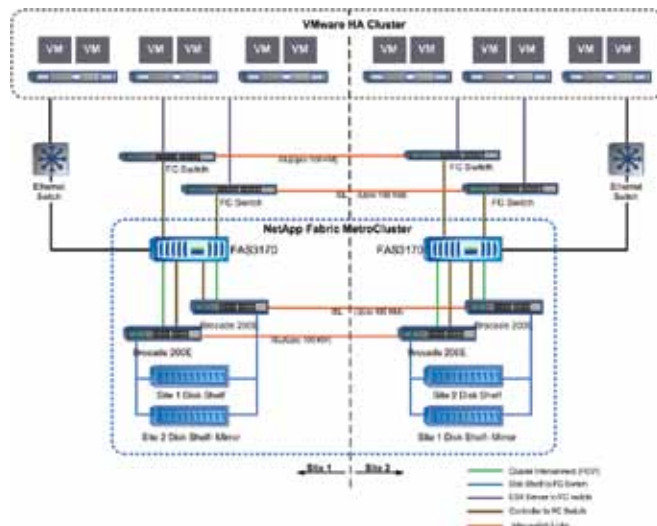 VMware HA Cluster
VM VM VM VM VM VM VM VM VM VM VM VM
FC Switch
FC Switch
Ethernet
Switch
Ethernet
Switch
FC Switch
ISL
FC Switch
NetApp Fabric MetroCluster
FAS3170
FAS3170
ISL
Brocade 200E
Brocade 200E
Brocade 200E
Brocade 200E
Site 1 Disk Shelf
Site 2 Disk Shelf
Site 2 Disk Shelf- Mirror
Site 1 Disk Shelf- Mirror
Site 1 Site 2
Cluster Interconnect
Disk Shelf to FC Switch
ESX Server to FC switch
Controller to FC Switch